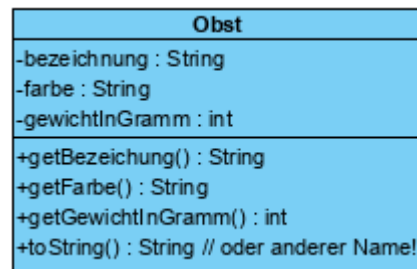 Obst
-bezeichnung : String
-farbe : String
-gewichtInGramm : int
+getBezeichung() : String
+getFarbe() : String
+getGewichtInGramm() : int
+toString() : String // oder anderer Name!